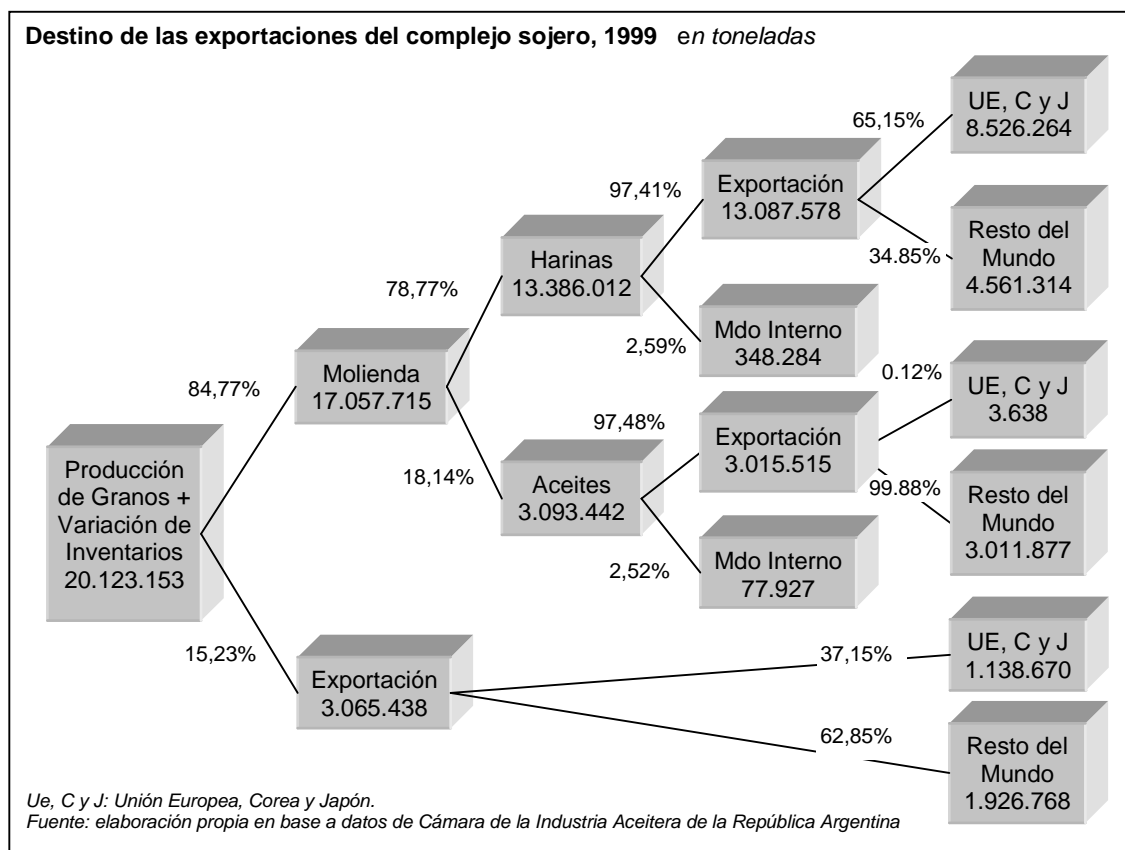 Destino de las exportaciones del complejo sojero, 1999 en toneladas
UE, C y J
8.526.264
65,15%
Exportación
13.087.578
97,41%
Resto del
Mundo
4.561.314
34.85%
Harinas
13.386.012
78,77%
Mdo Interno
348.284
2,59%
Molienda
17.057.715
84,77%
UE, C y J
3.638
0.12%
Exportación
3.015.515
97,48%
18,14%
Aceites
3.093.442
99.88%
Resto del
Mundo
3.011.877
Producción
de Granos +
Variación de
Inventarios
20.123.153
Mdo Interno
77.927
2,52%
15,23%
Exportación
3.065.438
37,15%
UE, C y J
1.138.670
62,85%
Resto del
Mundo
1.926.768
Ue, C y J: Unión Europea, Corea y Japón.
Fuente: elaboración propia en base a datos de Cámara de la Industria Aceitera de la República Argentina